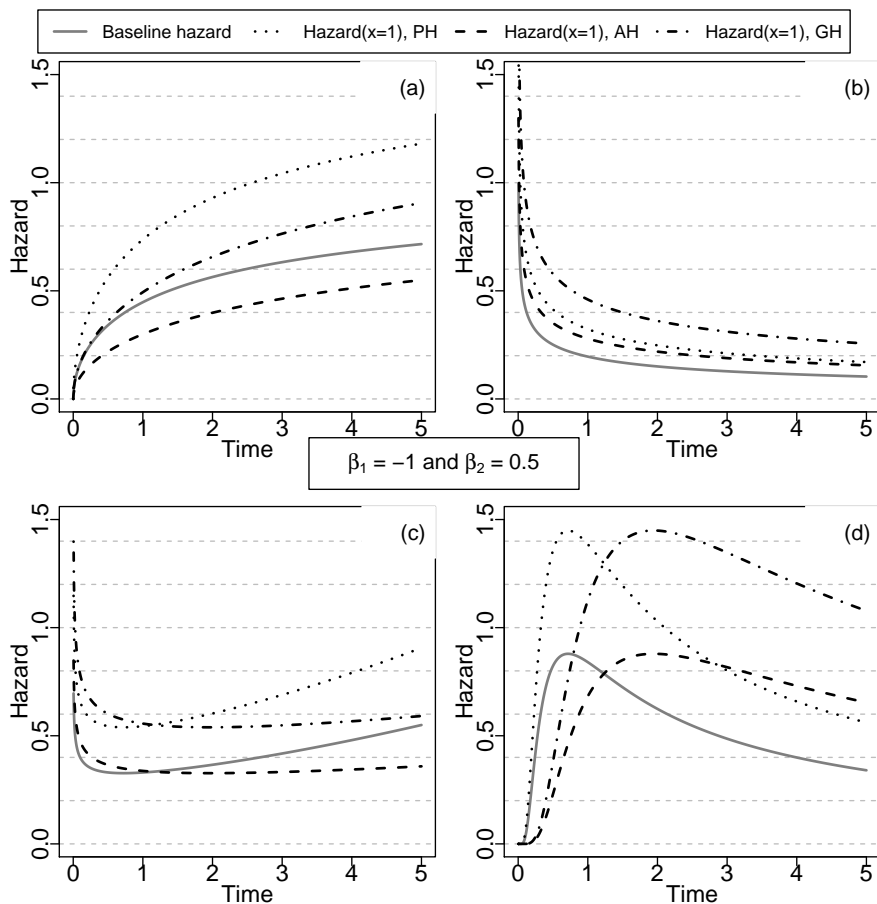 Baseline hazard Hazard(x=1), PH Hazard(x=1), AH Hazard(x=1), GH
(a)
Hazard
0.0 0.5 1.0 1.5
0 1 2 3 4 5
Time
(b)
Hazard
0.0 0.5 1.0 1.5
0 1 2 3 4 5
Time
β1 = −1 and β2 = 0.5
(c)
Hazard
0.0 0.5 1.0 1.5
0 1 2 3 4 5
Time
(d)
Hazard
0.0 0.5 1.0 1.5
0 1 2 3 4 5
Time